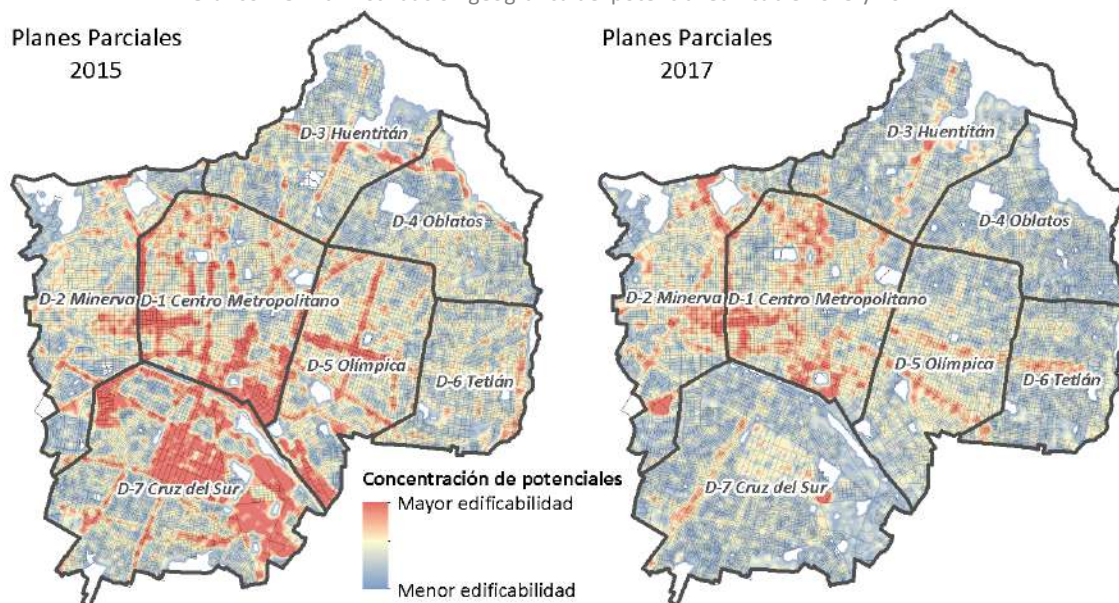 Planes Parciales
2015
D-3 Huentitán
D-4 Oblatos
D-2 Minerva
D-1 Centro Metropolitano
D-5 Olímpica
D-6 Tetlán
D-7 Cruz del Sur
Concentración de potenciales
Mayor edificabilidad
Menor edificabilidad
Planes Parciales
2017
D-3 Huentitán
D-4 Oblatos
D-2 Minerva
D-1 Centro Metropolitano
D-5 Olímpica
D-6 Tetlán
D-7 Cruz del Sur